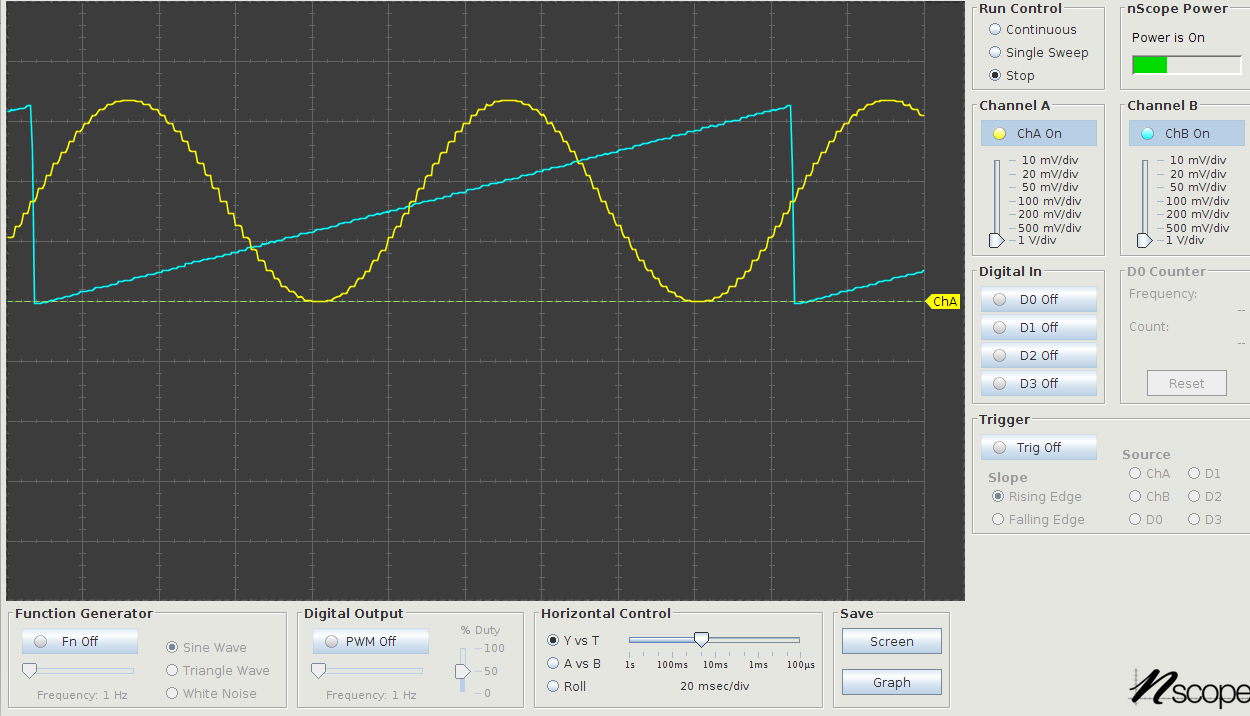 Run Control
Continuous
Single Sweep
Stop
nScope Power
Power is On
Channel A
ChA On
10 mV/div
20 mV/div
50 mV/div
100 mV/div
200 mV/div
500 mV/div
1 V/div
Channel B
ChB On
10 mV/div
20 mV/div
50 mV/div
100 mV/div
200 mV/div
500 mV/div
1 V/div
ChA
Digital In
D0 Off
D1 Off
D2 Off
D3 Off
D0 Counter
Frequency:
--
Count:
--
Reset
Trigger
Trig Off
Slope
Rising Edge
Falling Edge
Source
ChA D1
ChB D2
D0 D3
Function Generator
Fn Off
Frequency: 1 Hz
Sine Wave
Triangle Wave
White Noise
Digital Output
PWM Off
Frequency: 1 Hz
% Duty
100
50
0
Horizontal Control
Y vs T
A vs B
Roll
1s 100ms 10ms 1ms 100µs
20 msec/div
Save
Screen
Graph
nscope